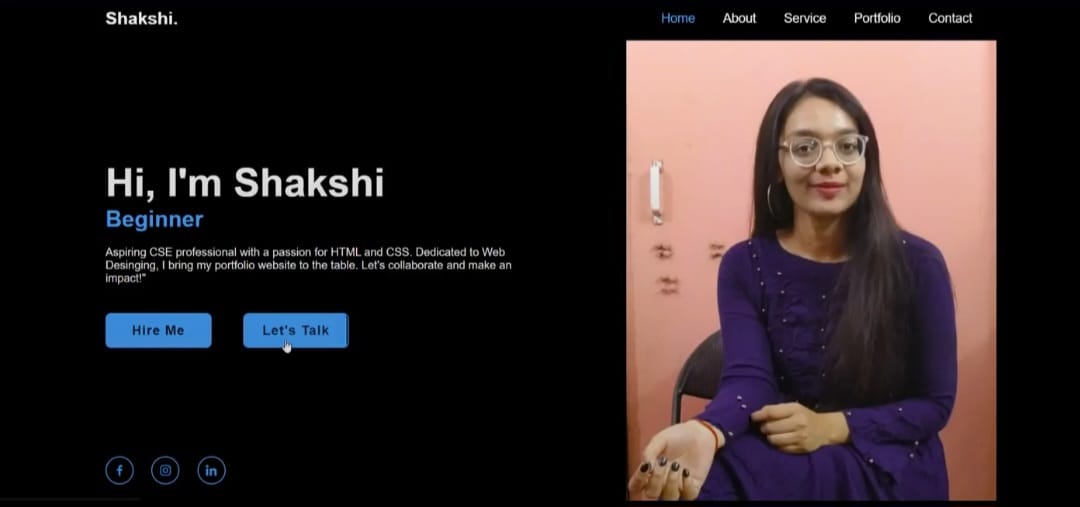 Shakshi.
Home About Service Portfolio Contact
Hi, I'm Shakshi
Beginner
Aspiring CSE professional with a passion for HTML and CSS. Dedicated to Web
Desinging, I bring my portfolio website to the table. Let's collaborate and make an
impact!"
Hire Me Let's Talk
f in